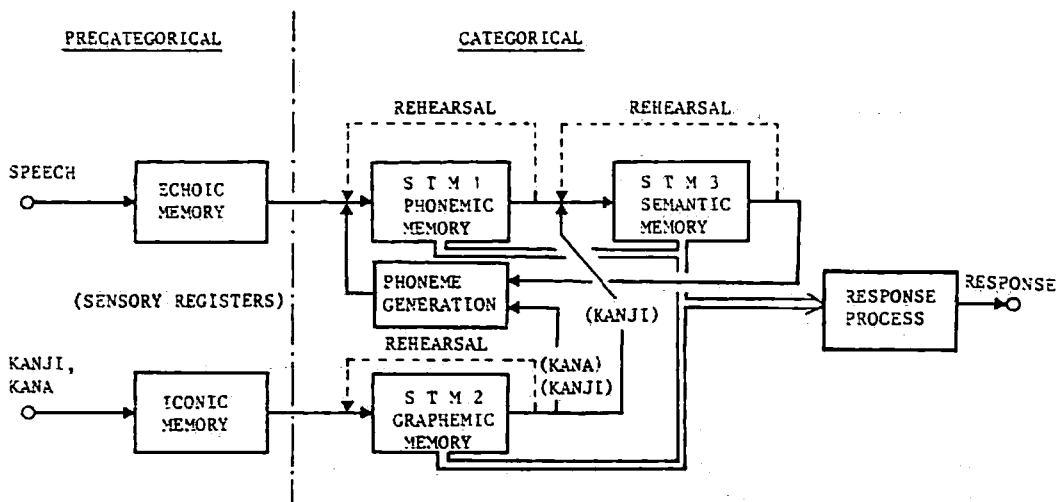 PRECATEGORICAL
CATEGORICAL
REHEARSAL
REHEARSAL
SPEECH
ECHOIC
MEMORY
S T M 1
PHONEMIC
MEMORY
S T M 3
SEMANTIC
MEMORY
PHONEME
GENERATION
(SENSORY REGISTERS)
(KANJI)
RESPONSE
PROCESS
RESPONSE
REHEARSAL
(KANA)
(KANJI)
KANJI,
KANA
ICONIC
MEMORY
S T M 2
GRAPHEMIC
MEMORY